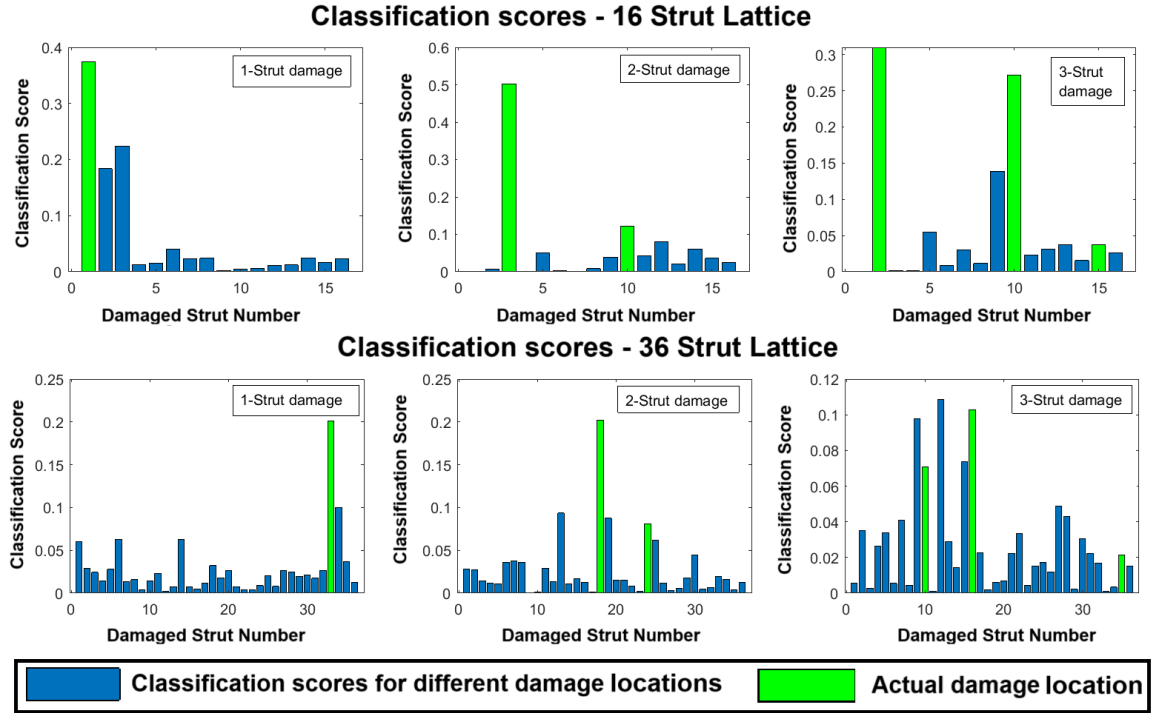 Classification scores - 16 Strut Lattice
0.4
0.3
0.2
0.1
0
0 5 10 15
Classification Score
Damaged Strut Number
1-Strut damage
0.6
0.5
0.4
0.3
0.2
0.1
0
0 5 10 15
Classification Score
Damaged Strut Number
2-Strut damage
0.3
0.25
0.2
0.15
0.1
0.05
0
0 5 10 15
Classification Score
Damaged Strut Number
3-Strut
damage
Classification scores - 36 Strut Lattice
0.25
0.2
0.15
0.1
0.05
0
0 10 20 30
Classification Score
Damaged Strut Number
1-Strut damage
0.25
0.2
0.15
0.1
0.05
0
0 10 20 30
Classification Score
Damaged Strut Number
2-Strut damage
0.12
0.1
0.08
0.06
0.04
0.02
0
0 10 20 30
Classification Score
Damaged Strut Number
3-Strut damage
Classification scores for different damage locations
Actual damage location